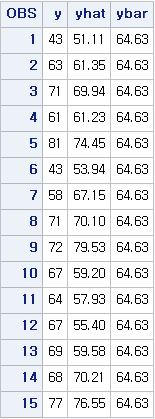 OBS y yhat ybar
1 43 51.11 64.63
2 63 61.35 64.63
3 71 69.94 64.63
4 61 61.23 64.63
5 81 74.45 64.63
6 43 53.94 64.63
7 58 67.15 64.63
8 71 70.10 64.63
9 72 79.53 64.63
10 67 59.20 64.63
11 64 57.93 64.63
12 67 55.40 64.63
13 69 59.58 64.63
14 68 70.21 64.63
15 77 76.55 64.63